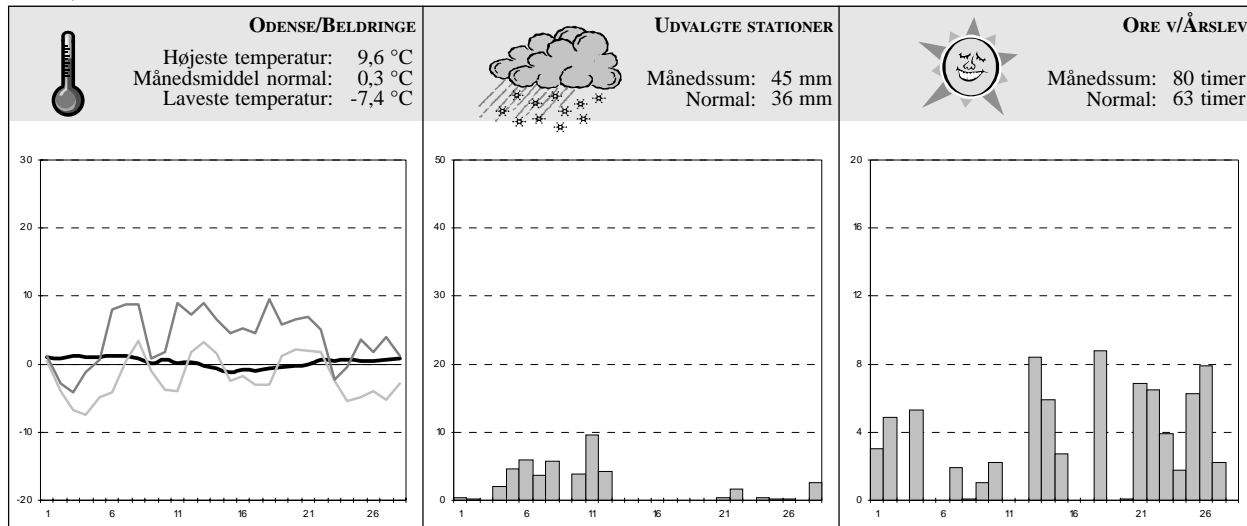 ODENSE/BELDRINGE
Højeste temperatur: 9,6 °C
Månedsmiddel normal: 0,3 °C
Laveste temperatur: -7,4 °C
30
20
10
0
-10
-20
1 6 11 16 21 26
UDVALGTE STATIONER
Månedssum: 45 mm
Normal: 36 mm
50
40
30
20
10
0
1 6 11 16 21 26
ORE V/ÅRSLEV
Månedssum: 80 timer
Normal: 63 timer
20
16
12
8
4
0
1 6 11 16 21 26